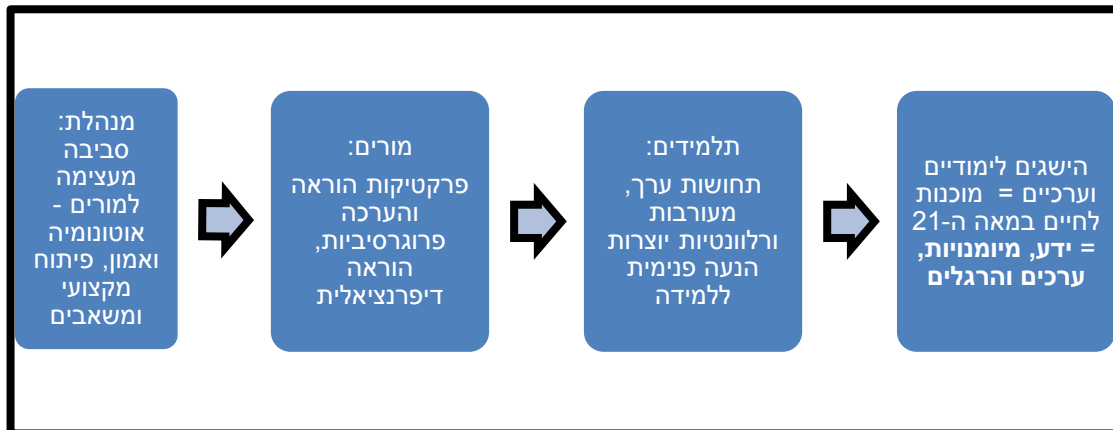 מנהלת:
סביבה
מעצימה
למורים -
אוטונומיה
ואמון, פיתוח
מקצועי
ומשאבים
מורים:
פרקטיקות הוראה
והערכה
פרוגרסיביות,
הוראה
דיפרנציאלית
תלמידים:
תחושות ערך,
מעורבות
ורלוונטיות יוצרות
הנעה פנימית
ללמידה
הישגים לימודיים
וערכיים = מוכנות
לחיים במאה ה-21
= ידע, מיומנויות,
ערכים והרגלים